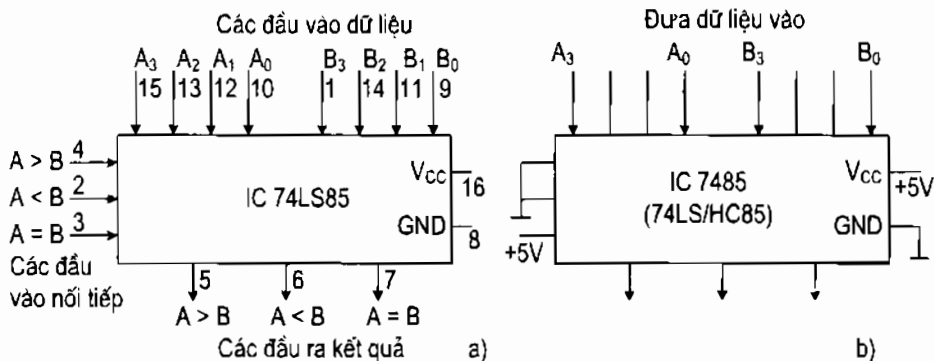 Các đầu vào dữ liệu
A₃ A₂ A₁ A₀ B₃ B₂ B₁ B₀
15 13 12 10 1 14 11 9
A > B 4
A < B 2
A = B 3
Các đầu
vào nối tiếp
IC 74LS85
VCC
16
GND
8
5 6 7
A > B A < B A = B
Các đầu ra kết quả
a)
Đưa dữ liệu vào
A₃ A₀ B₃ B₀
IC 7485
(74LS/HC85)
VCC
+5V
GND
+5V
b)